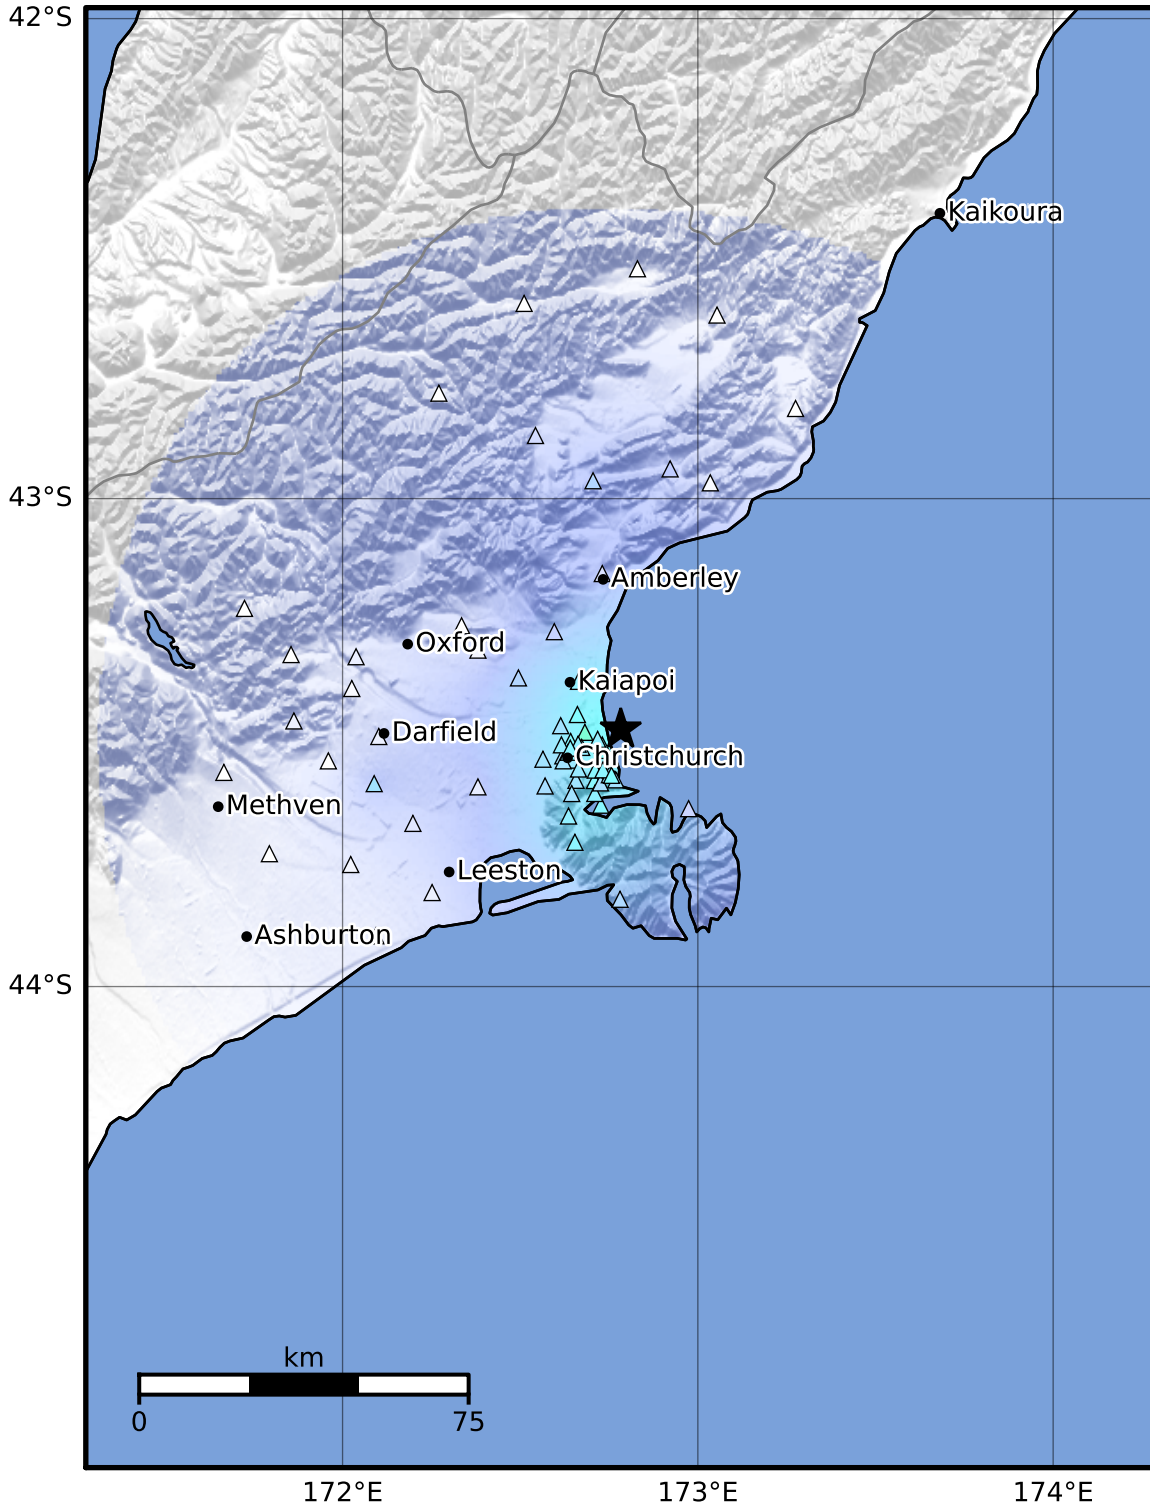 42°S
Kaikoura
43°S
Amberley
Oxford
Kaiapoi
Darfield
Christchurch
Methven
Leeston
Ashburton
44°S
km
0 75
172°E 173°E 174°E